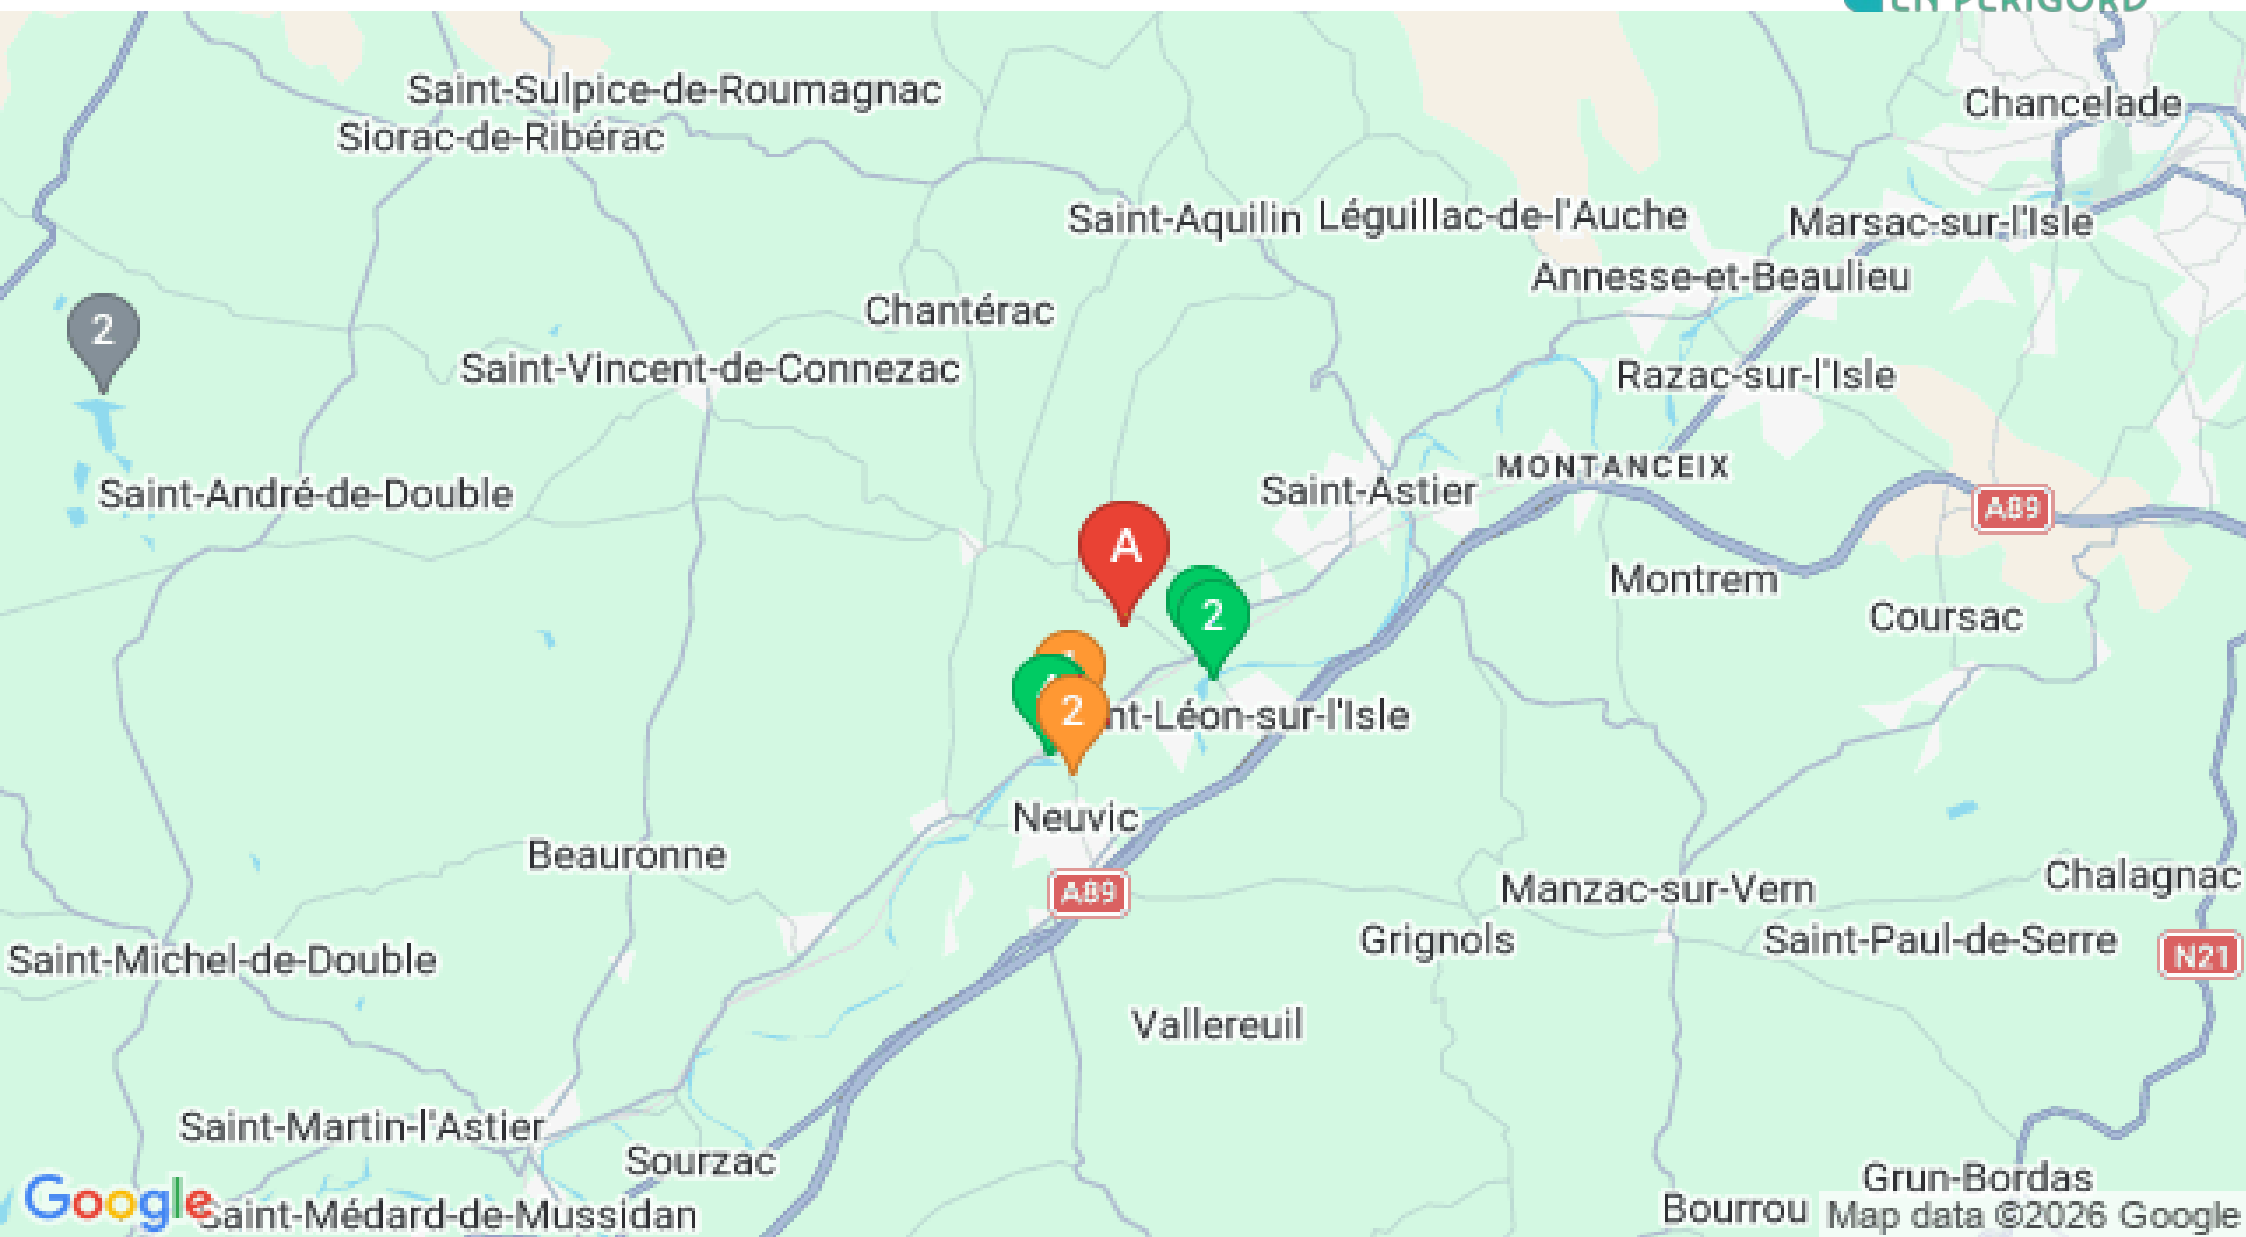 EN PÉRIGORD
Saint-Sulpice-de-Roumagnac
Chancelade
Siorac-de-Ribérac
Saint-Aquilin
Léguillac-de-l'Auche
Marsac-sur-l'Isle
Annesse-et-Beaulieu
Chantérac
2
Saint-Vincent-de-Connezac
Razac-sur-l'Isle
MONTANCEIX
Saint-Astier
Saint-André-de-Double
A89
A
Montrem
2
Coursac
2
nt-Léon-sur-l'Isle
Neuvic
Beauronne
A89
Manzac-sur-Vern
Chalagnac
Grignols
Saint-Paul-de-Serre
N21
Saint-Michel-de-Double
Vallereuil
Saint-Martin-l'Astier
Sourzac
Grun-Bordas
Google
Saint-Médard-de-Mussidan
Bourrou
Map data ©2026 Google